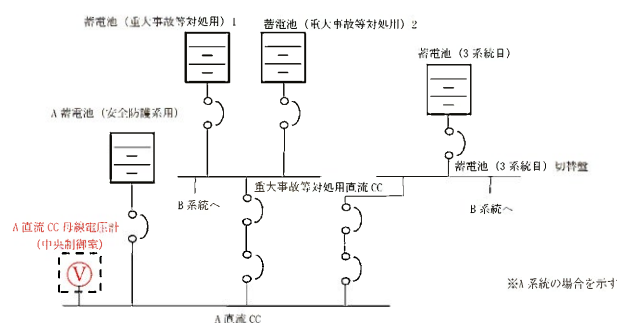 蓄電池（重大事故等対処用）1
蓄電池（重大事故等対処用）2
蓄電池（3系統目）
A蓄電池（安全防護系用）
蓄電池（3系統目）切替盤
重大事故等対処用直流CC
B系統へ
B系統へ
A直流CC母線電圧計
（中央制御室）
V
※A系統の場合を示す
A直流CC